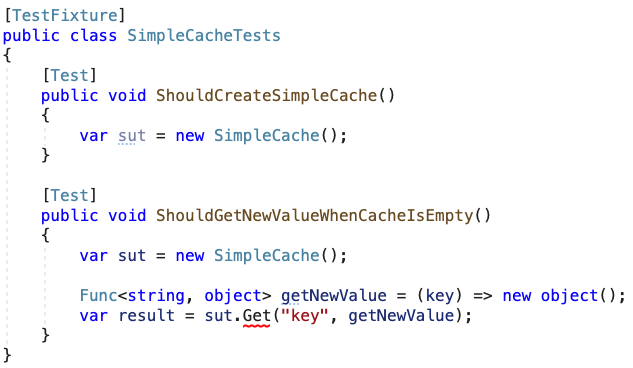 [TestFixture]
public class SimpleCacheTests
{
    [Test]
    public void ShouldCreateSimpleCache()
    {
        var sut = new SimpleCache();
    }

    [Test]
    public void ShouldGetNewValueWhenCacheIsEmpty()
    {
        var sut = new SimpleCache();

        Func<string, object> getNewValue = (key) => new object();
        var result = sut.Get("key", getNewValue);
    }
}